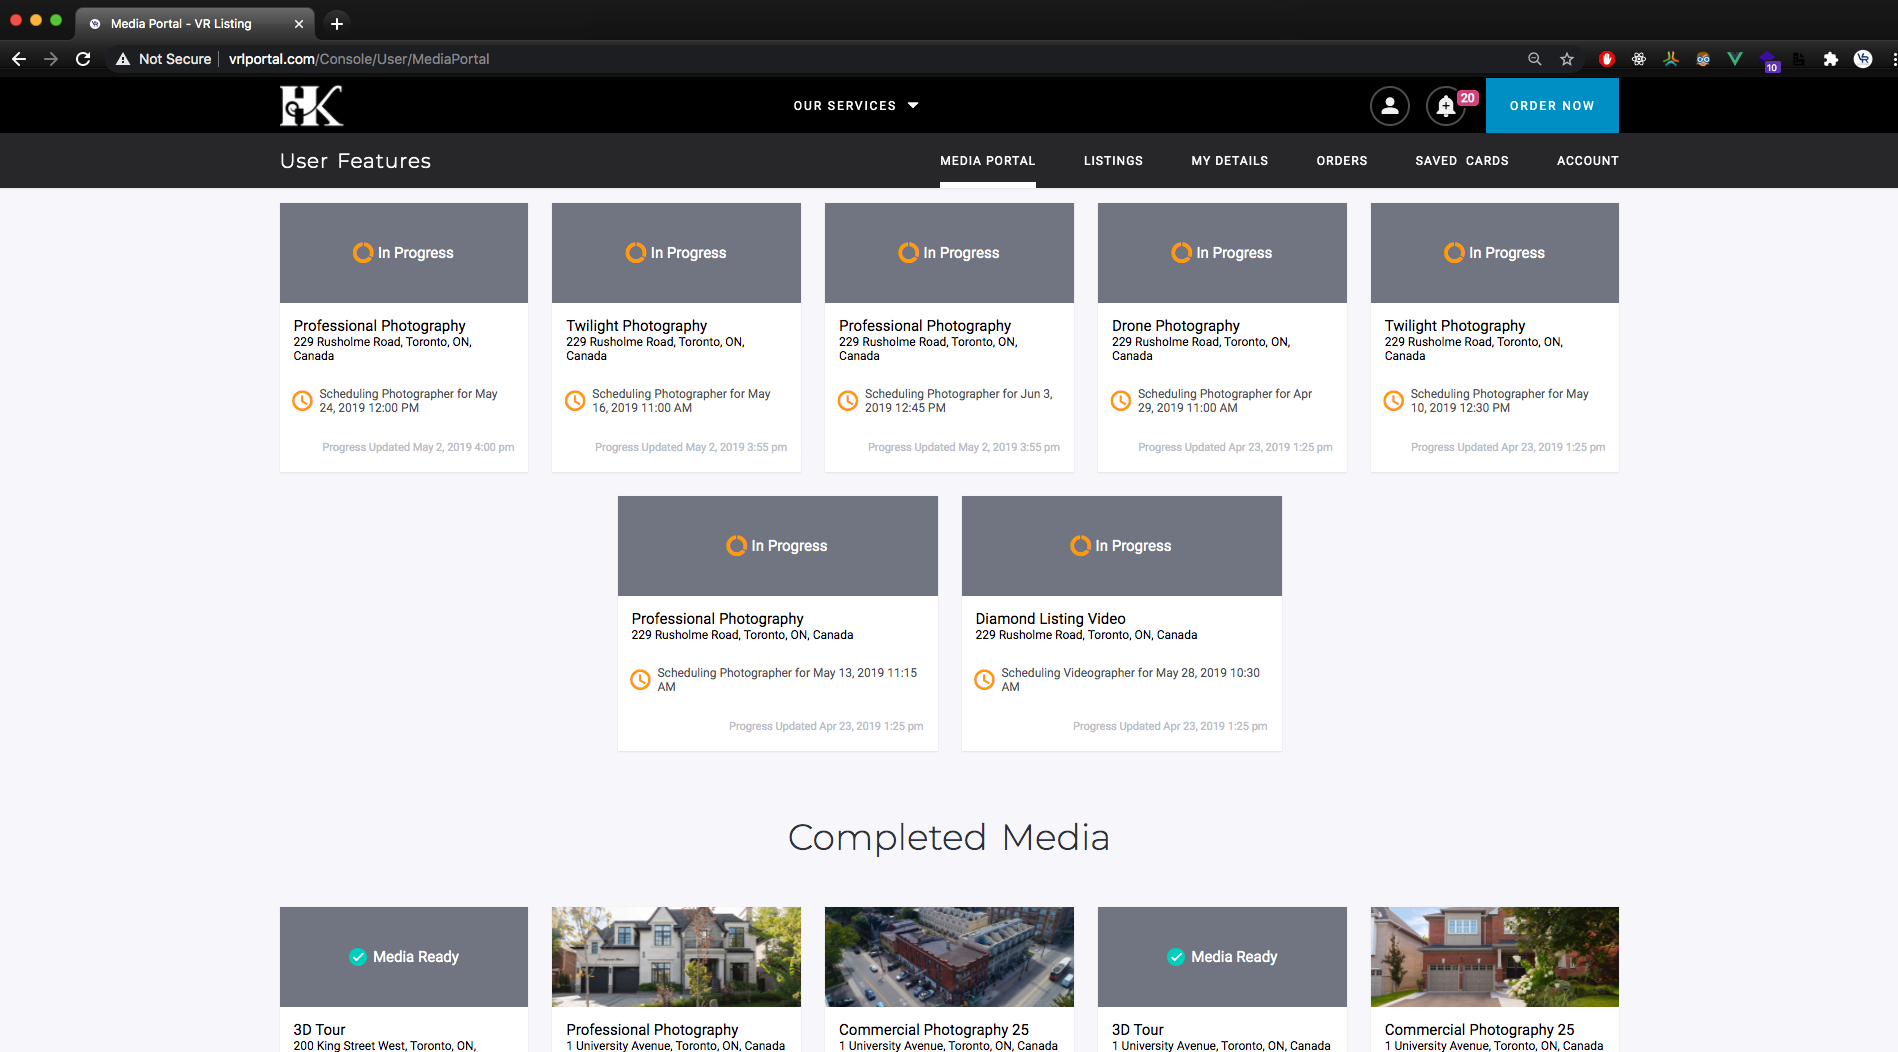 Media Portal - VR Listing
Not Secure
vrlportal.com/Console/User/MediaPortal
10
HK
OUR SERVICES
20
ORDER NOW
User Features
MEDIA PORTAL
LISTINGS
MY DETAILS
ORDERS
SAVED CARDS
ACCOUNT
In Progress
Professional Photography
229 Rusholme Road, Toronto, ON,
Canada
Scheduling Photographer for May
24, 2019 12:00 PM
Progress Updated May 2, 2019 4:00 pm
In Progress
Twilight Photography
229 Rusholme Road, Toronto, ON,
Canada
Scheduling Photographer for May
16, 2019 11:00 AM
Progress Updated May 2, 2019 3:55 pm
In Progress
Professional Photography
229 Rusholme Road, Toronto, ON,
Canada
Scheduling Photographer for Jun 3,
2019 12:45 PM
Progress Updated May 2, 2019 3:55 pm
In Progress
Drone Photography
229 Rusholme Road, Toronto, ON,
Canada
Scheduling Photographer for Apr
29, 2019 11:00 AM
Progress Updated Apr 23, 2019 1:25 pm
In Progress
Twilight Photography
229 Rusholme Road, Toronto, ON,
Canada
Scheduling Photographer for May
10, 2019 12:30 PM
Progress Updated Apr 23, 2019 1:25 pm
In Progress
Professional Photography
229 Rusholme Road, Toronto, ON, Canada
Scheduling Photographer for May 13, 2019 11:15
AM
Progress Updated Apr 23, 2019 1:25 pm
In Progress
Diamond Listing Video
229 Rusholme Road, Toronto, ON, Canada
Scheduling Videographer for May 28, 2019 10:30
AM
Progress Updated Apr 23, 2019 1:25 pm
Completed Media
Media Ready
3D Tour
200 King Street West, Toronto, ON,
Professional Photography
1 University Avenue, Toronto, ON, Canada
Commercial Photography 25
1 University Avenue, Toronto, ON, Canada
Media Ready
3D Tour
1 University Avenue, Toronto, ON, Canada
Commercial Photography 25
1 University Avenue, Toronto, ON, Canada